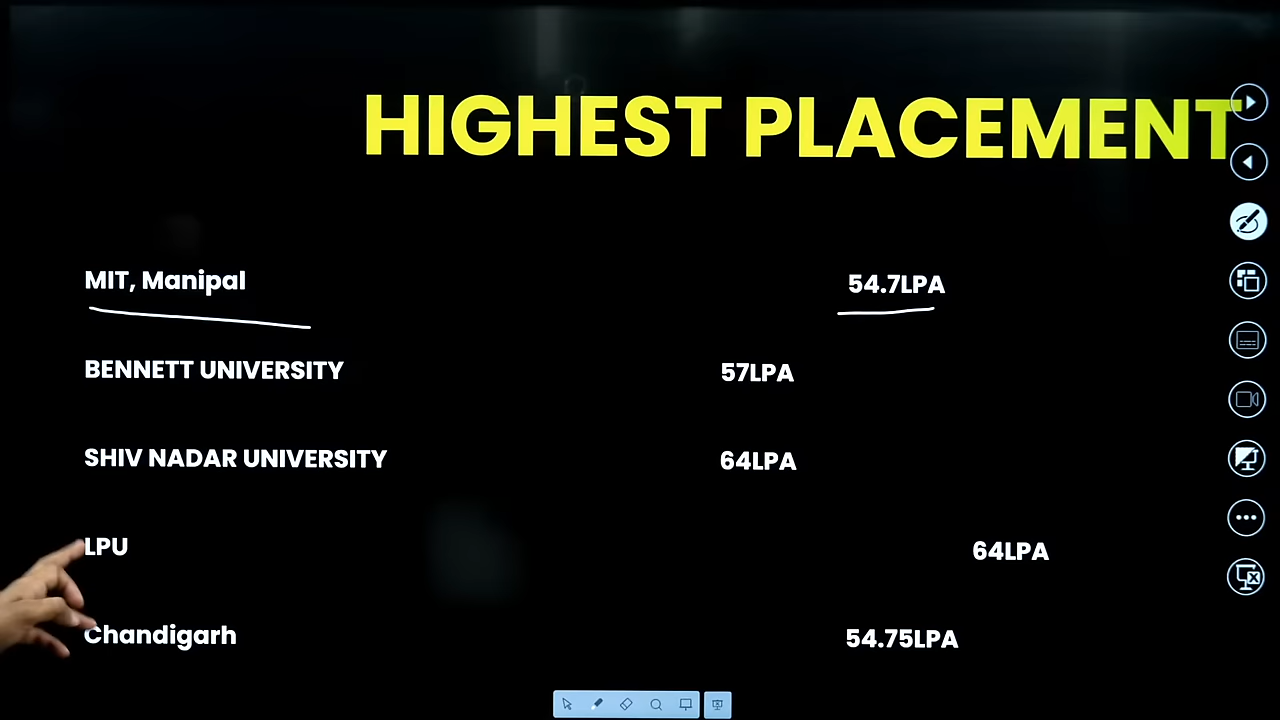 HIGHEST PLACEMENT
MIT, Manipal 54.7LPA
BENNETT UNIVERSITY 57LPA
SHIV NADAR UNIVERSITY 64LPA
LPU 64LPA
Chandigarh 54.75LPA